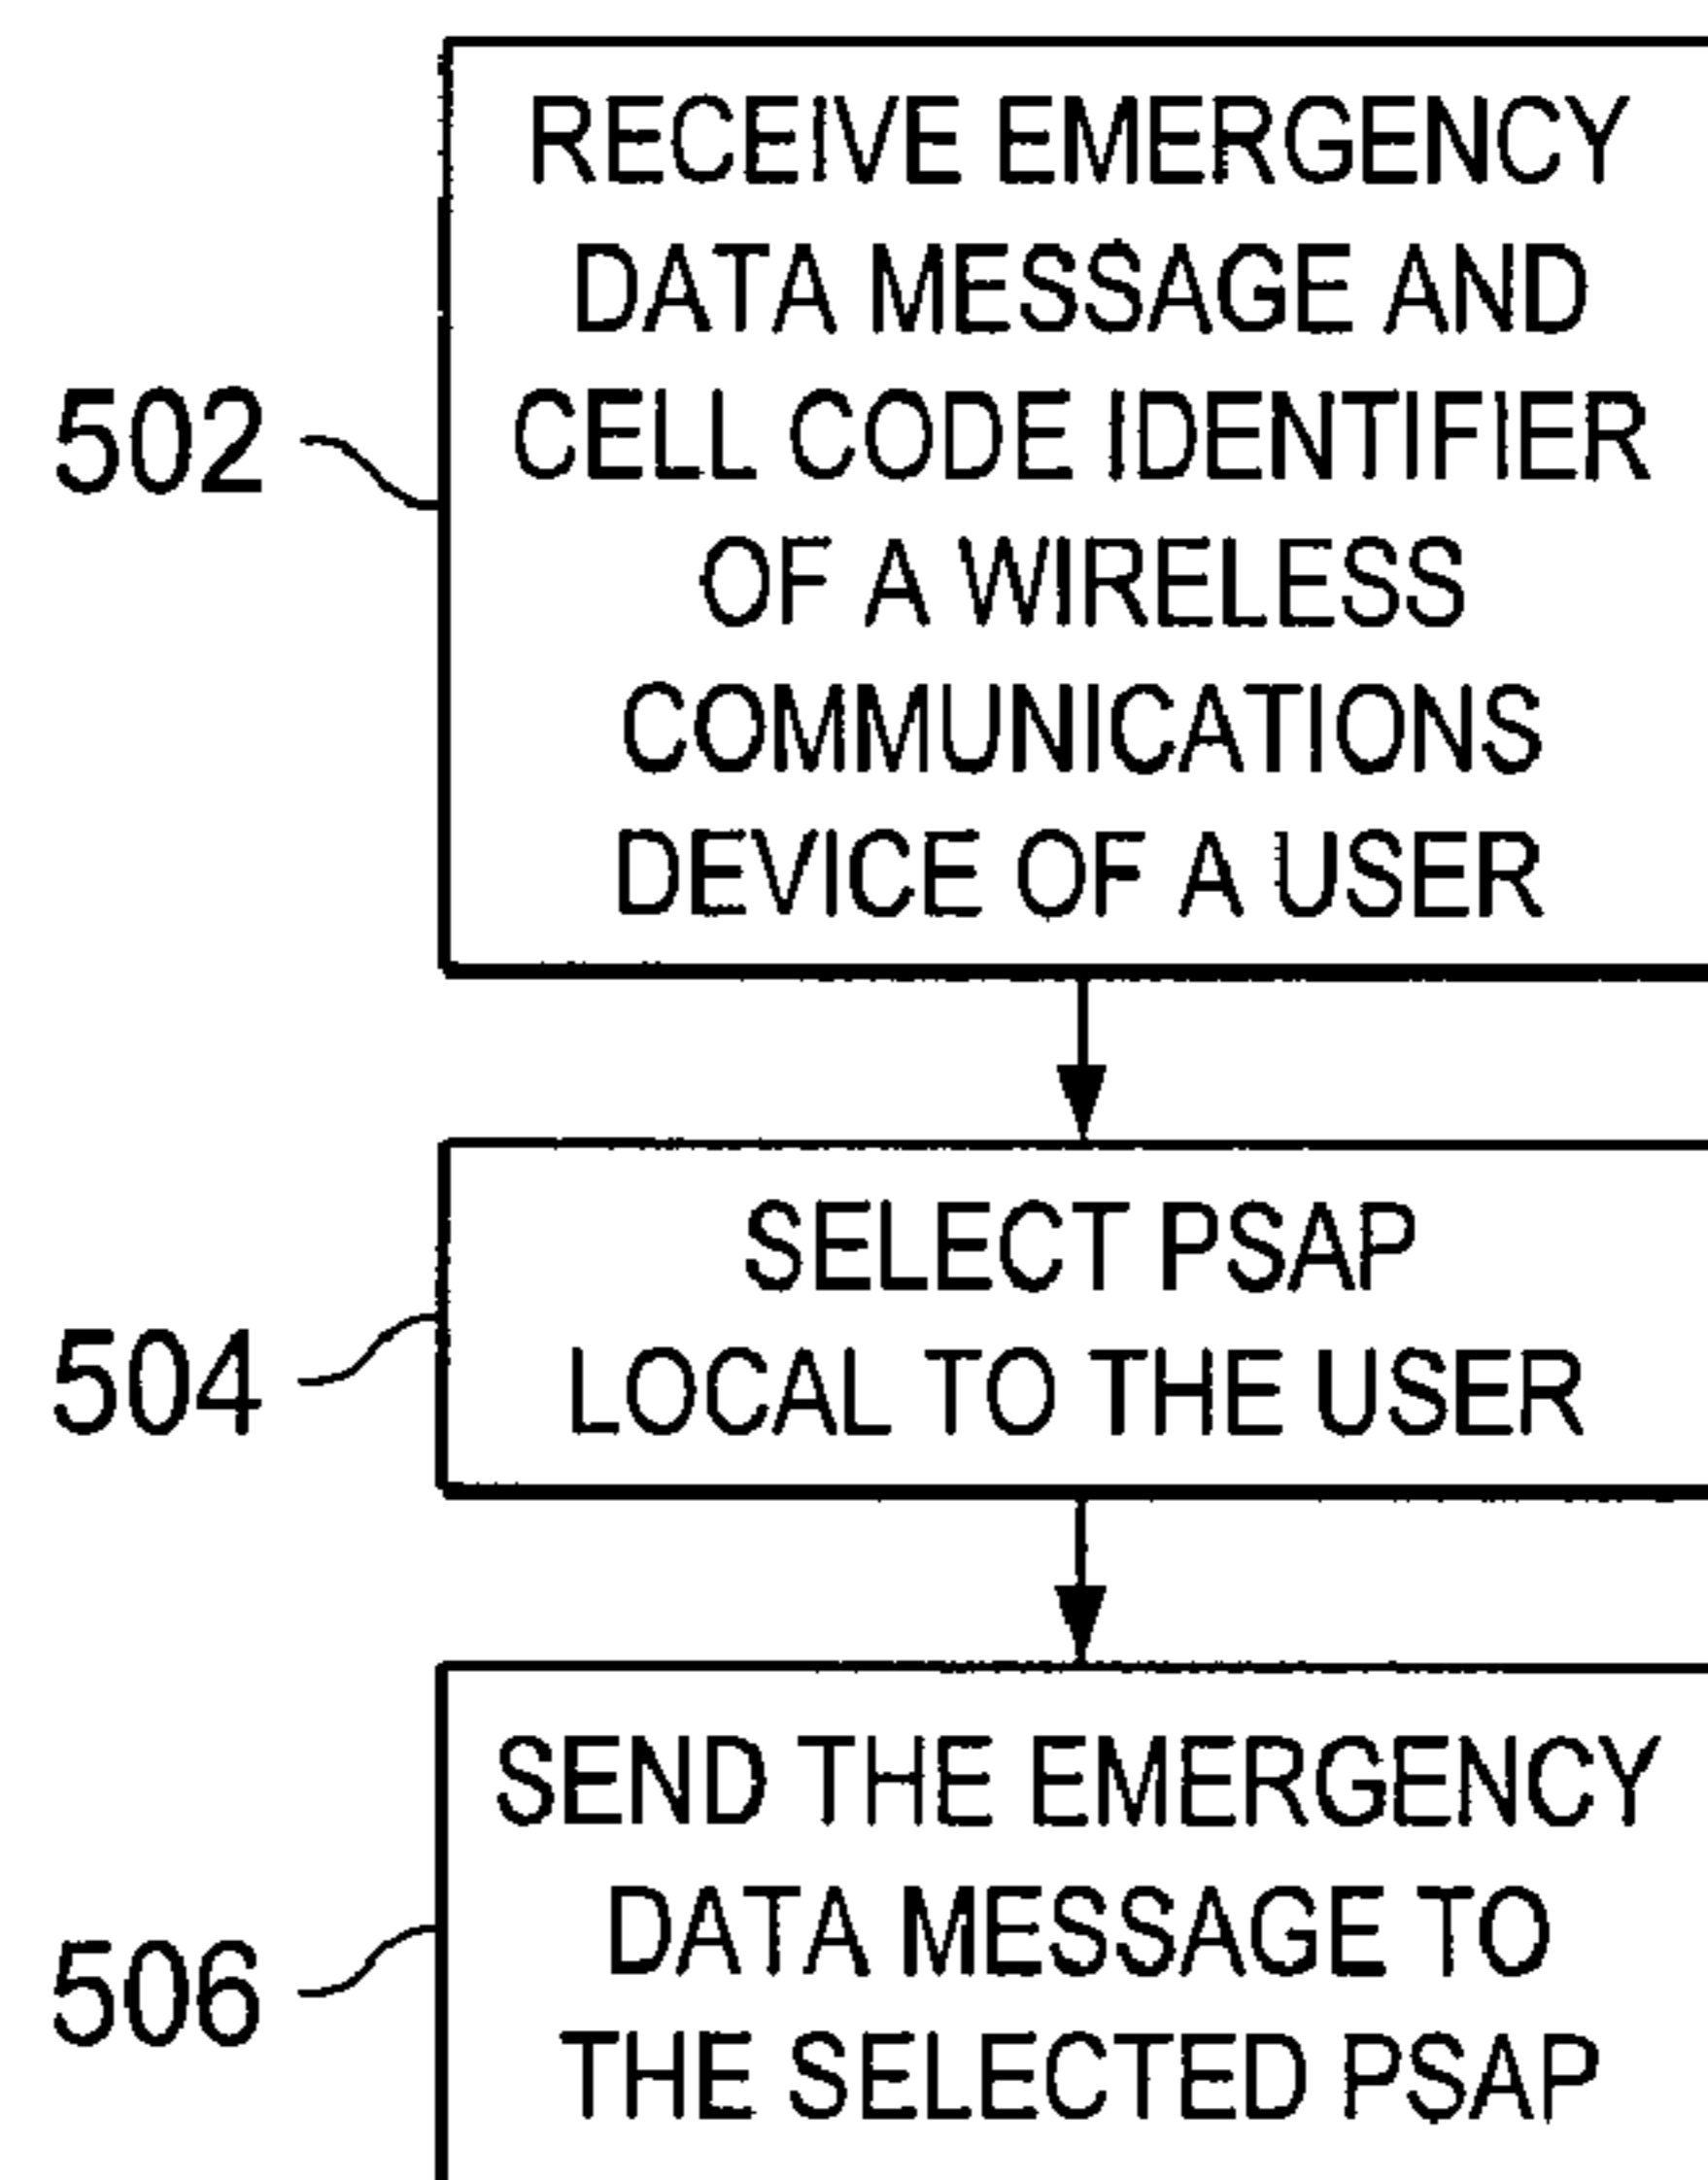 RECEIVE EMERGENCY
DATA MESSAGE AND
502
CELL CODE IDENTIFIER
OF A WIRELESS
COMMUNICATIONS
DEVICE OF A USER
SELECT PSAP
504
LOCAL TO THE USER
SEND THE EMERGENCY
506
DATA MESSAGE TO
THE SELECTED PSAP